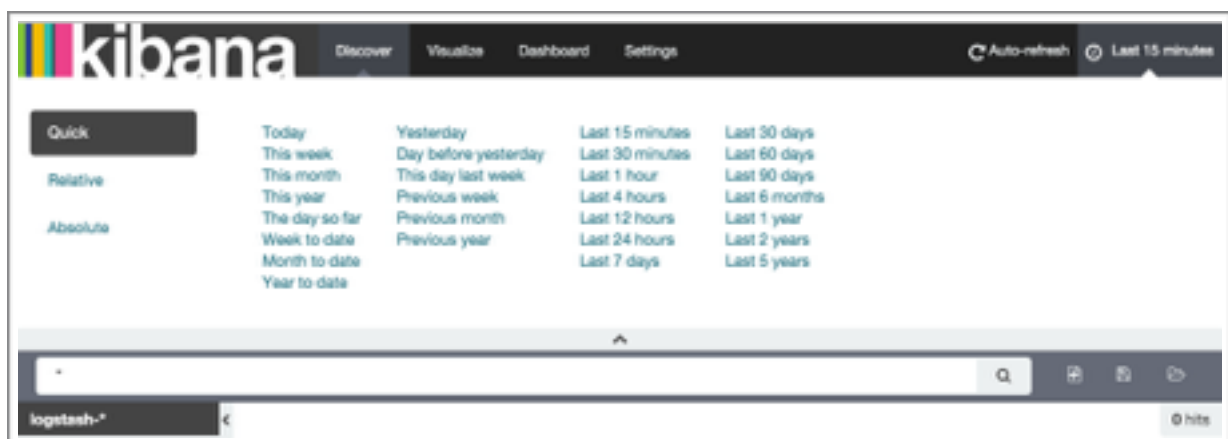 kibana Discover Visualize Dashboard Settings Auto-refresh Last 15 minutes
Quick
Relative
Absolute
Today
This week
This month
This year
The day so far
Week to date
Month to date
Year to date
Yesterday
Day before yesterday
This day last week
Previous week
Previous month
Previous year
Last 15 minutes
Last 30 minutes
Last 1 hour
Last 4 hours
Last 12 hours
Last 24 hours
Last 7 days
Last 30 days
Last 60 days
Last 90 days
Last 6 months
Last 1 year
Last 2 years
Last 5 years
*
logstash-* 0 hits